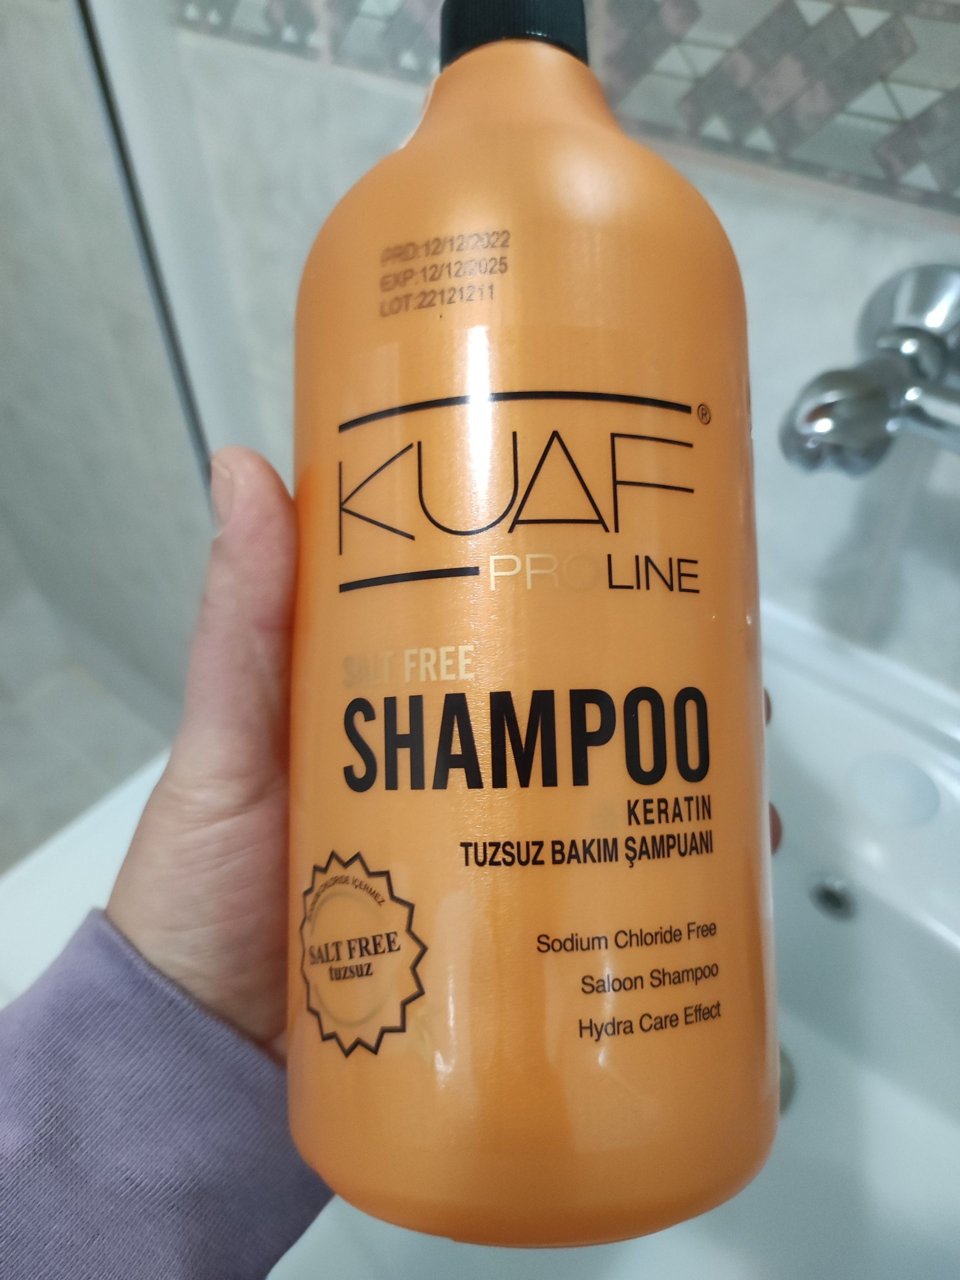 PRD:12/12/2022
EXP:12/12/2025
LOT:22121211
KUAF®
PROLINE
SALT FREE
SHAMPOO
KERATIN
TUZSUZ BAKIM ŞAMPUANI
İÇERMEZ
SALT FREE
tuzsuz
Sodium Chloride Free
Saloon Shampoo
Hydra Care Effect